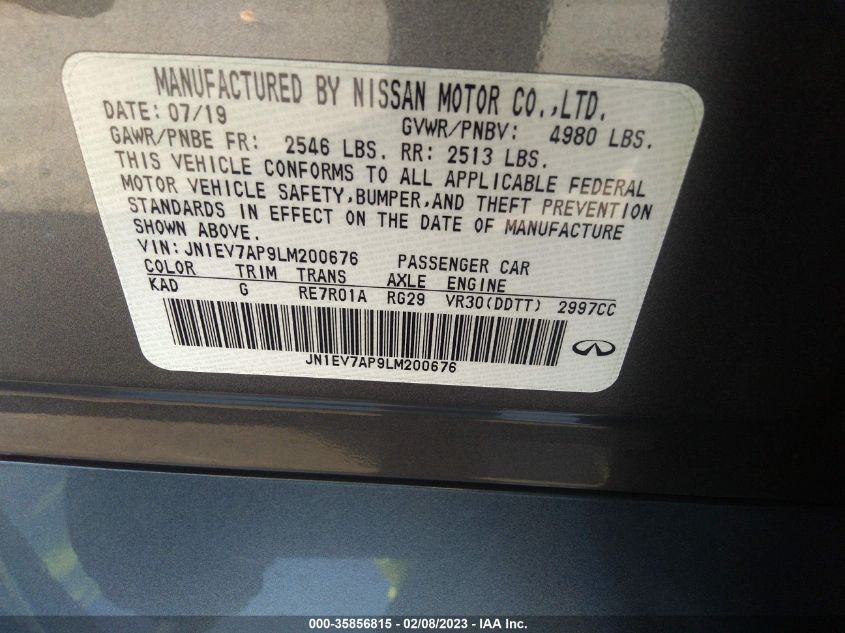 MANUFACTURED BY NISSAN MOTOR CO.,LTD.
DATE: 07/19 GVWR/PNBV: 4980 LBS.
GAWR/PNBE FR: 2546 LBS. RR: 2513 LBS.
THIS VEHICLE CONFORMS TO ALL APPLICABLE FEDERAL
MOTOR VEHICLE SAFETY,BUMPER,AND THEFT PREVENTION
STANDARDS IN EFFECT ON THE DATE OF MANUFACTURE
SHOWN ABOVE.
VIN: JN1EV7AP9LM200676 PASSENGER CAR
COLOR TRIM TRANS AXLE ENGINE
KAD G RE7R01A RG29 VR30(DDTT) 2997CC
JN1EV7AP9LM200676
000-35856815 - 02/08/2023 - IAA Inc.